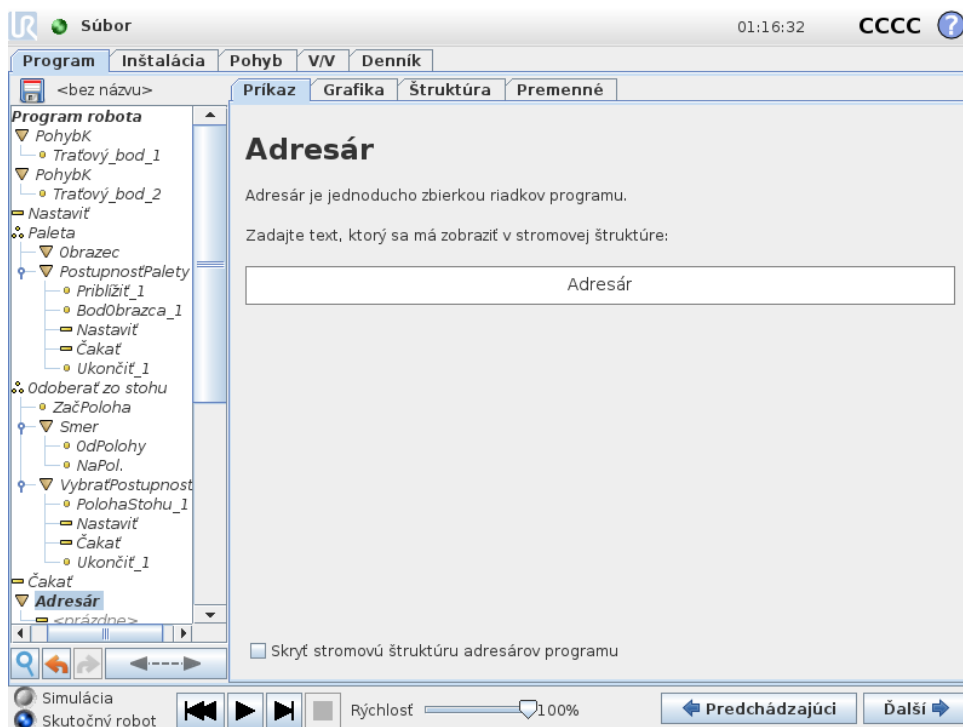 UR Súbor 01:16:32 CCCC ?
Program Inštalácia Pohyb V/V Denník
<bez názvu> Príkaz Grafika Štruktúra Premenné
Program robota
PohybK
Traťový_bod_1
PohybK
Traťový_bod_2
Nastaviť
Paleta
Obrazec
PostupnosťPalety
Priblížiť_1
BodObrazca_1
Nastaviť
Čakať
Ukončiť_1
Odoberať zo stohu
ZačPoloha
Smer
OdPolohy
NaPol.
VybraťPostupnosť
PolohaStohu_1
Nastaviť
Čakať
Ukončiť_1
Čakať
Adresár
<prázdne>
Adresár
Adresár je jednoducho zbierkou riadkov programu.
Zadajte text, ktorý sa má zobraziť v stromovej štruktúre:
Adresár
Skryť stromovú štruktúru adresárov programu
Simulácia
Skutočný robot
Rýchlosť 100%
Predchádzajúci Ďalší